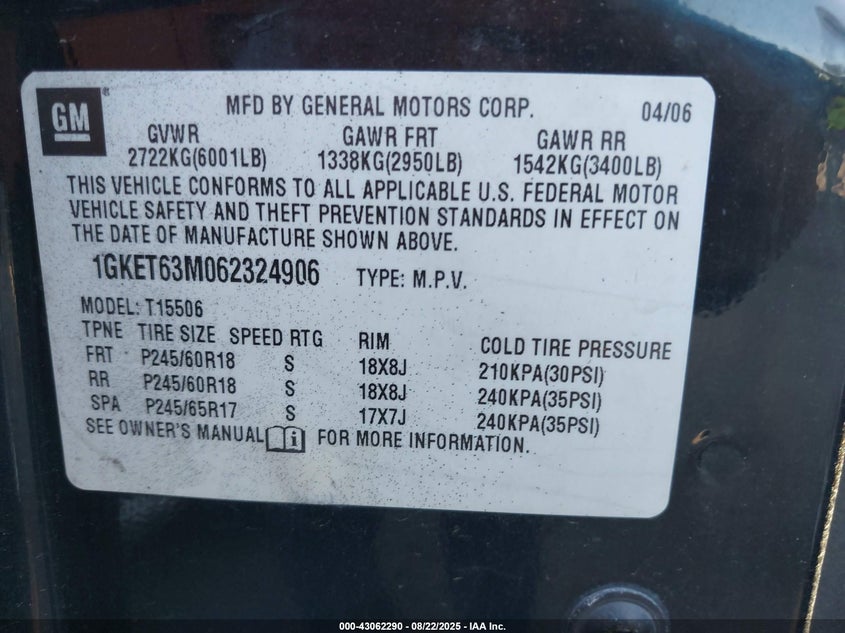 GM
MFD BY GENERAL MOTORS CORP. 04/06
GVWR GAWR FRT GAWR RR
2722KG(6001LB) 1338KG(2950LB) 1542KG(3400LB)
THIS VEHICLE CONFORMS TO ALL APPLICABLE U.S. FEDERAL MOTOR
VEHICLE SAFETY AND THEFT PREVENTION STANDARDS IN EFFECT ON
THE DATE OF MANUFACTURE SHOWN ABOVE.
1GKET63M062324906 TYPE: M.P.V.
MODEL: T15506
TPNE TIRE SIZE SPEED RTG RIM COLD TIRE PRESSURE
FRT P245/60R18 S 18X8J 210KPA(30PSI)
RR P245/60R18 S 18X8J 240KPA(35PSI)
SPA P245/65R17 S 17X7J 240KPA(35PSI)
SEE OWNER'S MANUAL FOR MORE INFORMATION.
000-43062290 - 08/22/2025 - IAA Inc.